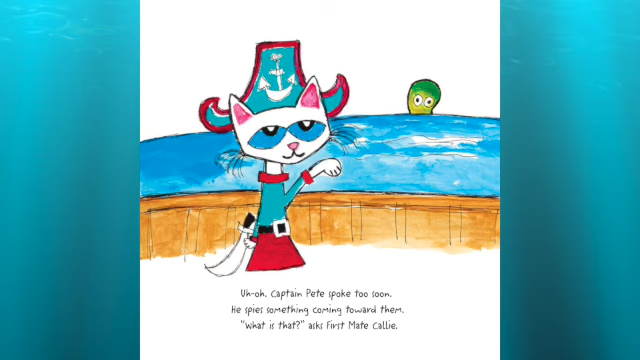 Uh-oh. Captain Pete spoke too soon.
He spies something coming toward them.
"What is that?" asks First Mate Callie.